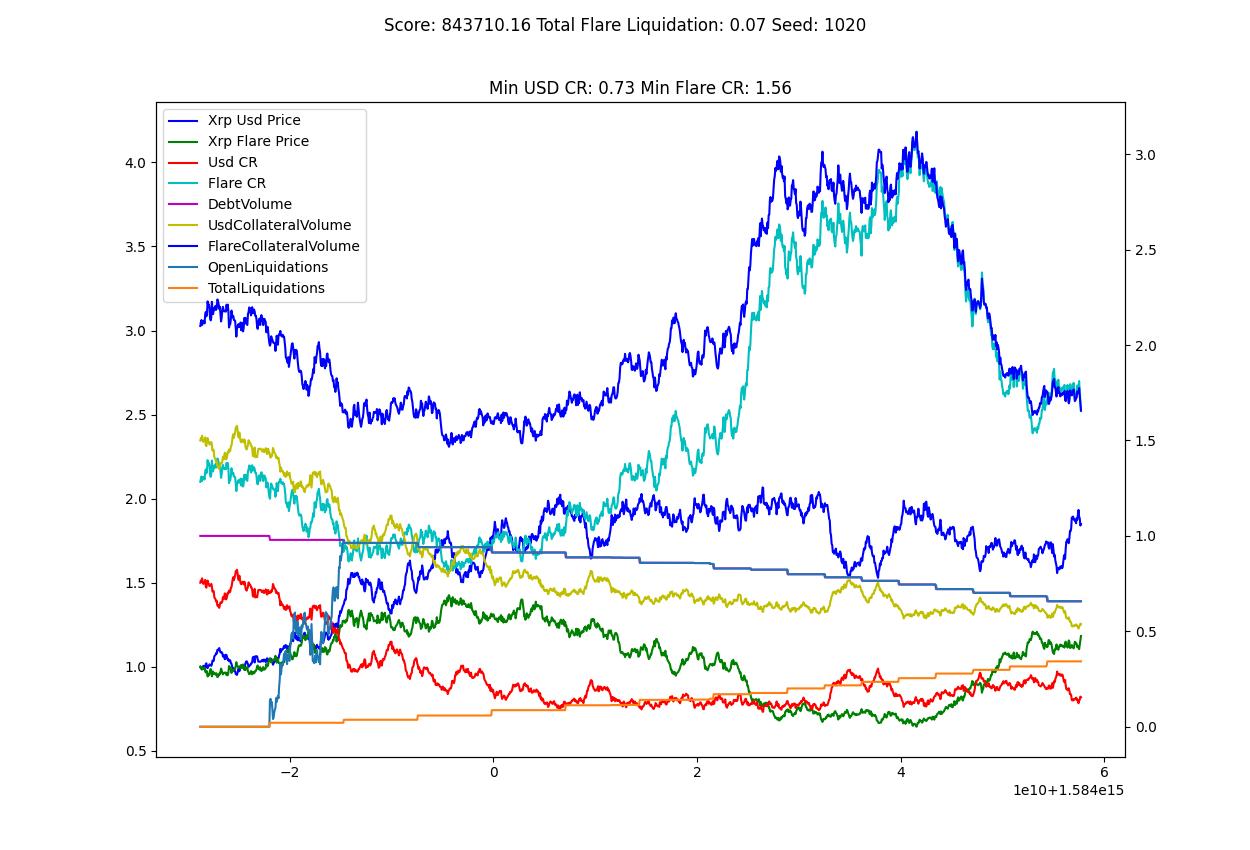 Score: 843710.16 Total Flare Liquidation: 0.07 Seed: 1020
Min USD CR: 0.73 Min Flare CR: 1.56
Xrp Usd Price
Xrp Flare Price
Usd CR
Flare CR
DebtVolume
UsdCollateralVolume
FlareCollateralVolume
OpenLiquidations
TotalLiquidations
4.0
3.5
3.0
2.5
2.0
1.5
1.0
0.5
3.0
2.5
2.0
1.5
1.0
0.5
0.0
−2 0 2 4 6
1e10+1.584e15